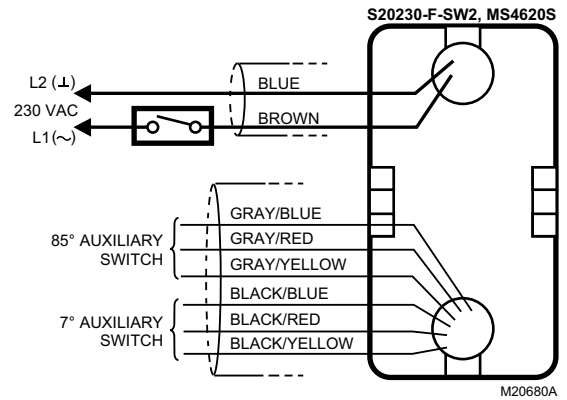 S20230-F-SW2, MS4620S
L2 (⊥)
BLUE
230 VAC
BROWN
L1(~)
GRAY/BLUE
85° AUXILIARY
SWITCH
GRAY/RED
GRAY/YELLOW
BLACK/BLUE
7° AUXILIARY
SWITCH
BLACK/RED
BLACK/YELLOW
M20680A